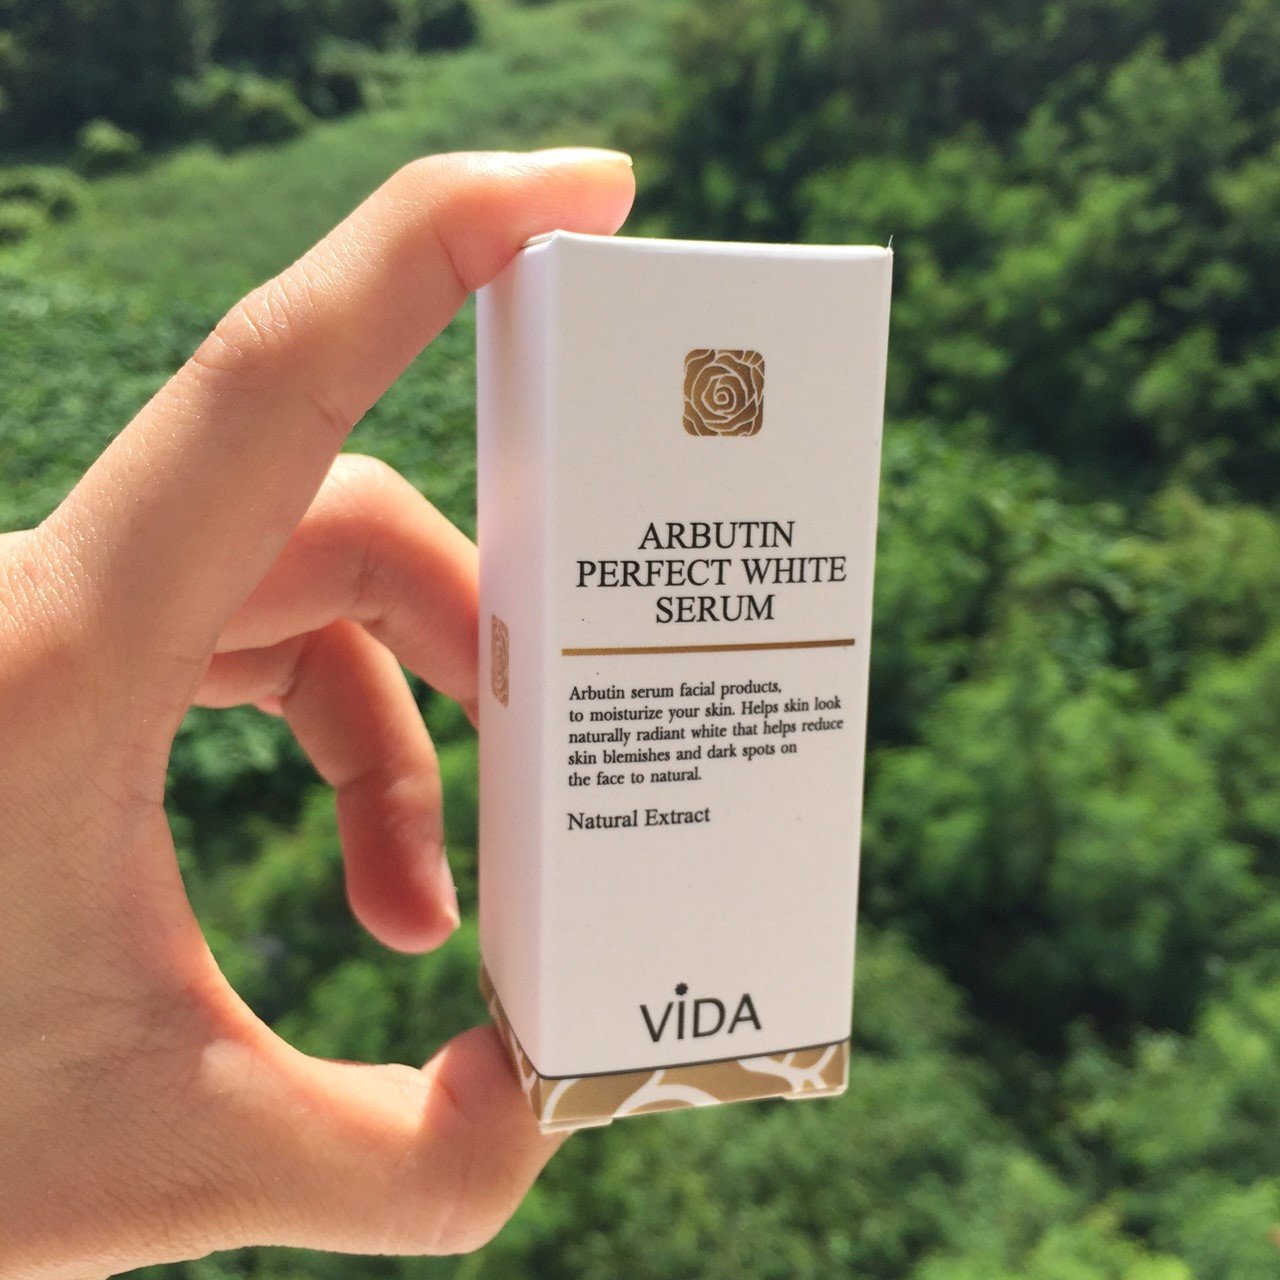 ARBUTIN
PERFECT WHITE
SERUM
Arbutin serum facial products,
to moisturize your skin. Helps skin look
naturally radiant white that helps reduce
skin blemishes and dark spots on
the face to natural.
Natural Extract
ViDA